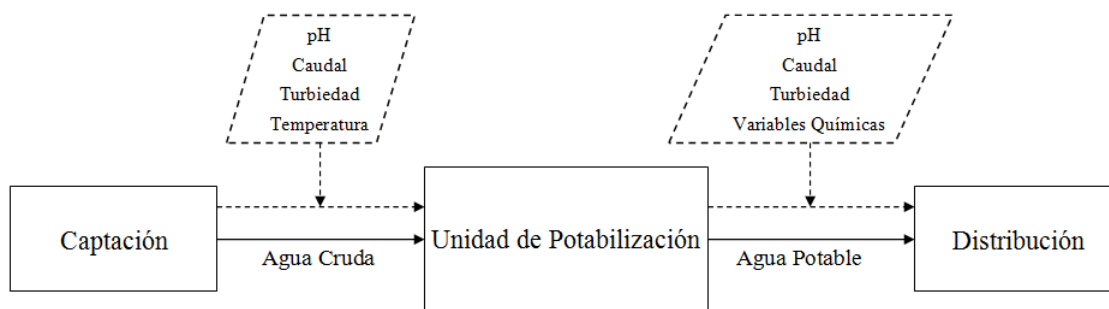 pH
Caudal
Turbiedad
Temperatura
pH
Caudal
Turbiedad
Variables Químicas
Captación
Agua Cruda
Unidad de Potabilización
Agua Potable
Distribución